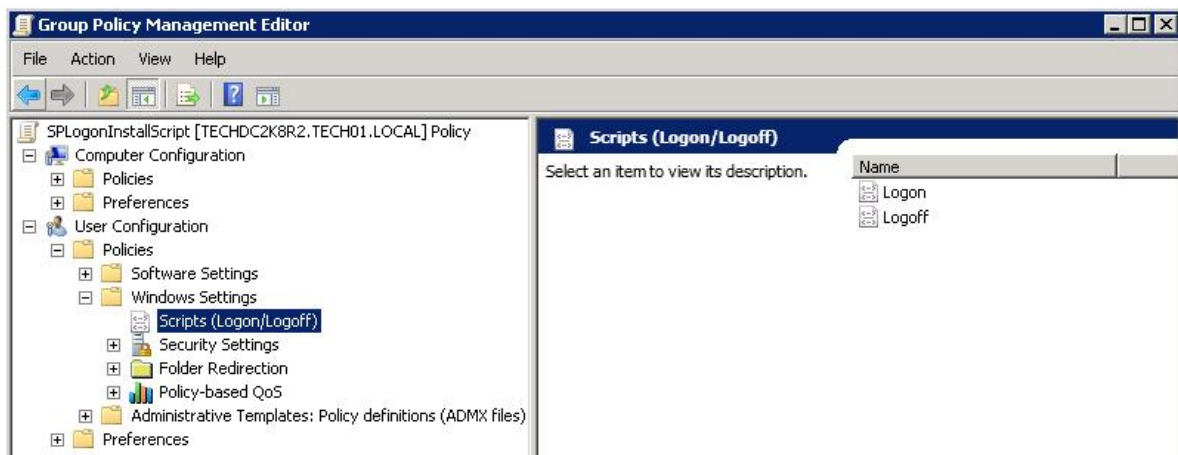 Group Policy Management Editor
File Action View Help
SPLogonInstallScript [TECHDC2K8R2.TECH01.LOCAL] Policy
Computer Configuration
Policies
Preferences
User Configuration
Policies
Software Settings
Windows Settings
Scripts (Logon/Logoff)
Security Settings
Folder Redirection
Policy-based QoS
Administrative Templates: Policy definitions (ADMX files)
Preferences
Scripts (Logon/Logoff)
Select an item to view its description.
Name
Logon
Logoff